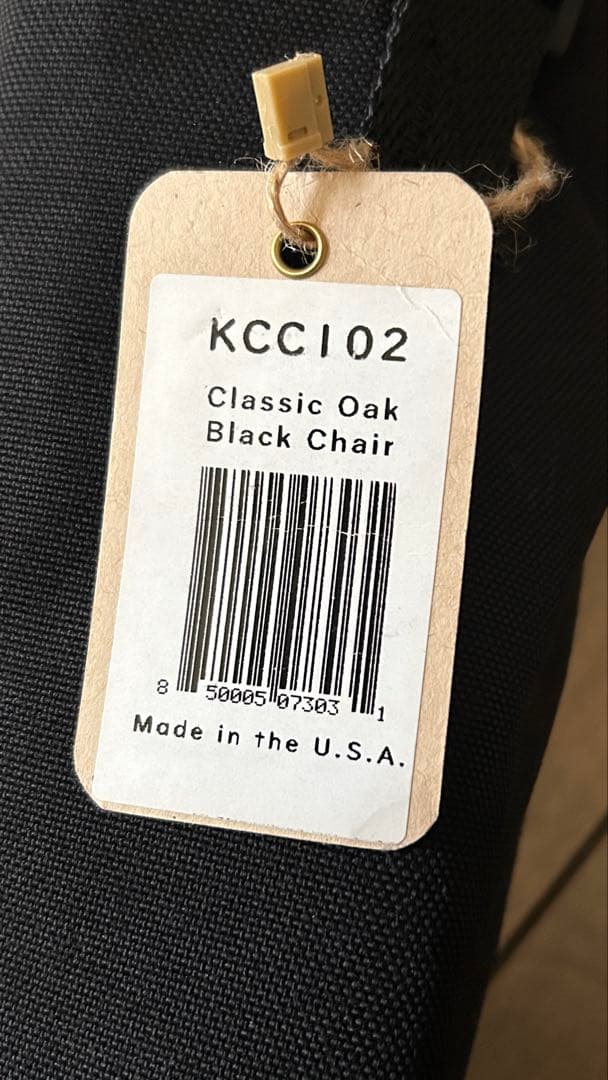 KCC102
Classic Oak
Black Chair
8 50005 07303 1
Made in the U.S.A.